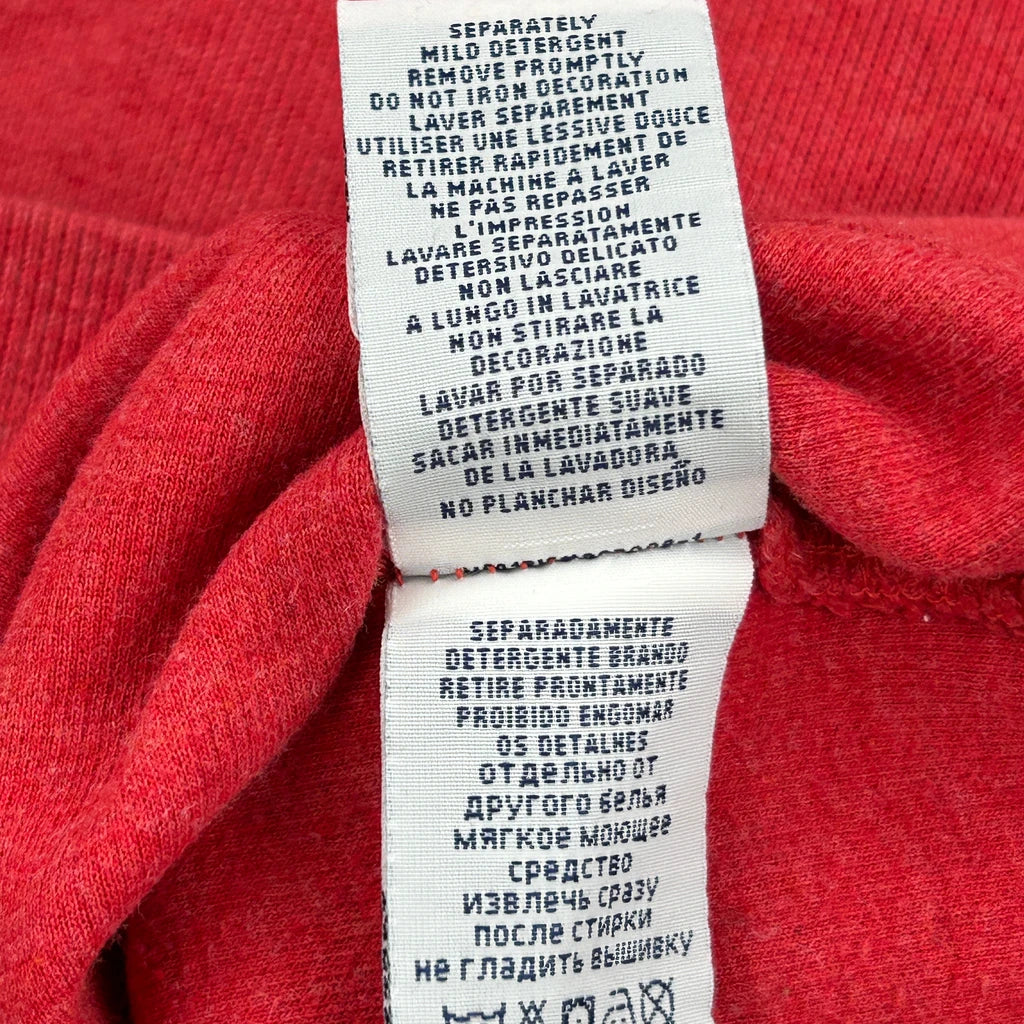 SEPARATELY
MILD DETERGENT
REMOVE PROMPTLY
DO NOT IRON DECORATION
LAVER SEPAREMENT
UTILISER UNE LESSIVE DOUCE
RETIRER RAPIDEMENT DE
LA MACHINE A LAVER
NE PAS REPASSER
L'IMPRESSION
LAVARE SEPARATAMENTE
DETERSIVO DELICATO
NON LASCIARE
A LUNGO IN LAVATRICE
NON STIRARE LA
DECORAZIONE
LAVAR POR SEPARADO
DETERGENTE SUAVE
SACAR INMEDIATAMENTE
DE LA LAVADORA
NO PLANCHAR DISEÑO
SEPARADAMENTE
DETERGENTE BRANDO
RETIRE PRONTAMENTE
PROIBIDO ENGOMAR
OS DETALHES
отдельно от
другого белья
мягкое моющее
средство
извлечь сразу
после стирки
не гладить вышивку